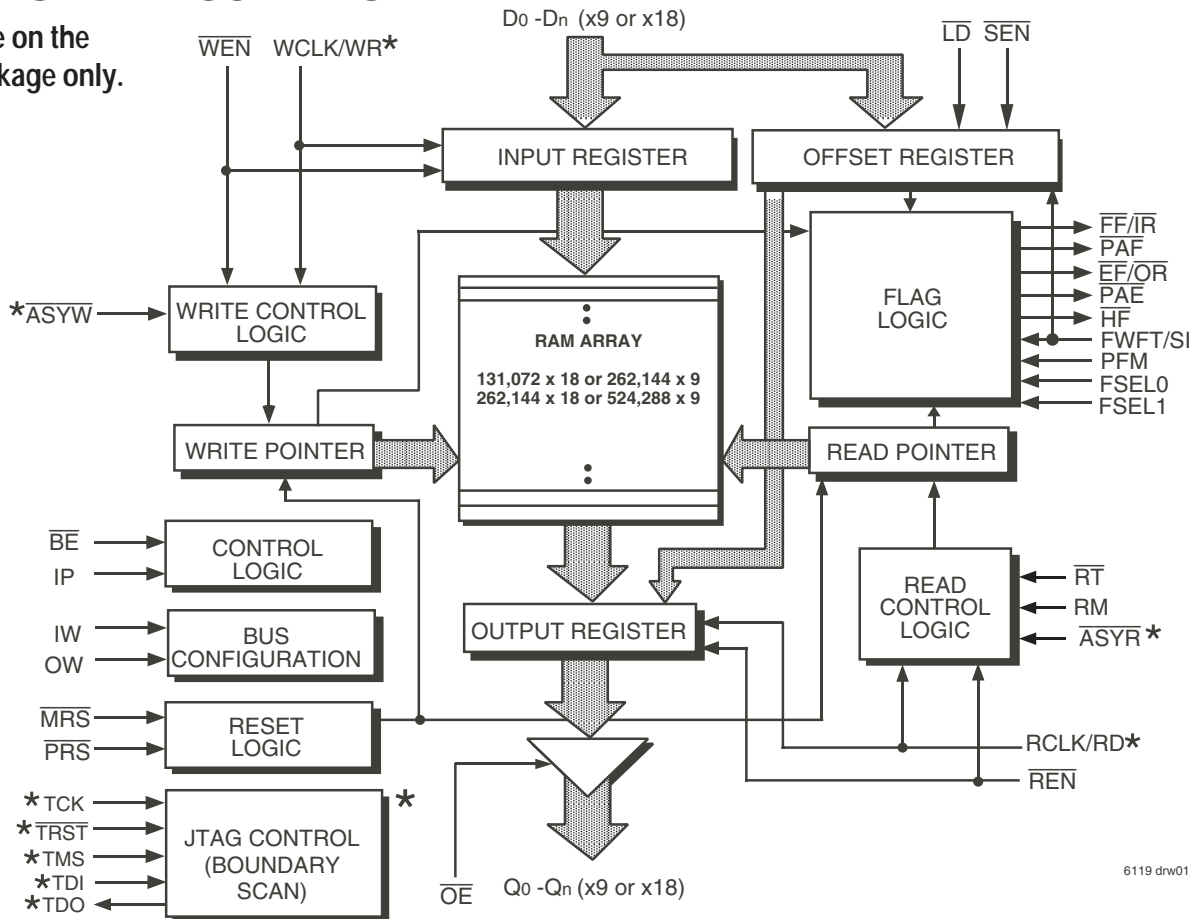 e on the
kage only.
WEN
WCLK/WR*
D0 -Dn (x9 or x18)
LD
SEN
INPUT REGISTER
OFFSET REGISTER
*ASYW
WRITE CONTROL
LOGIC
RAM ARRAY
131,072 x 18 or 262,144 x 9
262,144 x 18 or 524,288 x 9
FLAG
LOGIC
FF/IR
PAF
EF/OR
PAE
HF
FWFT/SI
PFM
FSEL0
FSEL1
WRITE POINTER
READ POINTER
BE
IP
CONTROL
LOGIC
IW
OW
BUS
CONFIGURATION
OUTPUT REGISTER
READ
CONTROL
LOGIC
RT
RM
ASYR*
MRS
PRS
RESET
LOGIC
RCLK/RD*
REN
*TCK
*TRST
*TMS
*TDI
*TDO
JTAG CONTROL
(BOUNDARY
SCAN)
*
OE
Q0 -Qn (x9 or x18)
6119 drw01